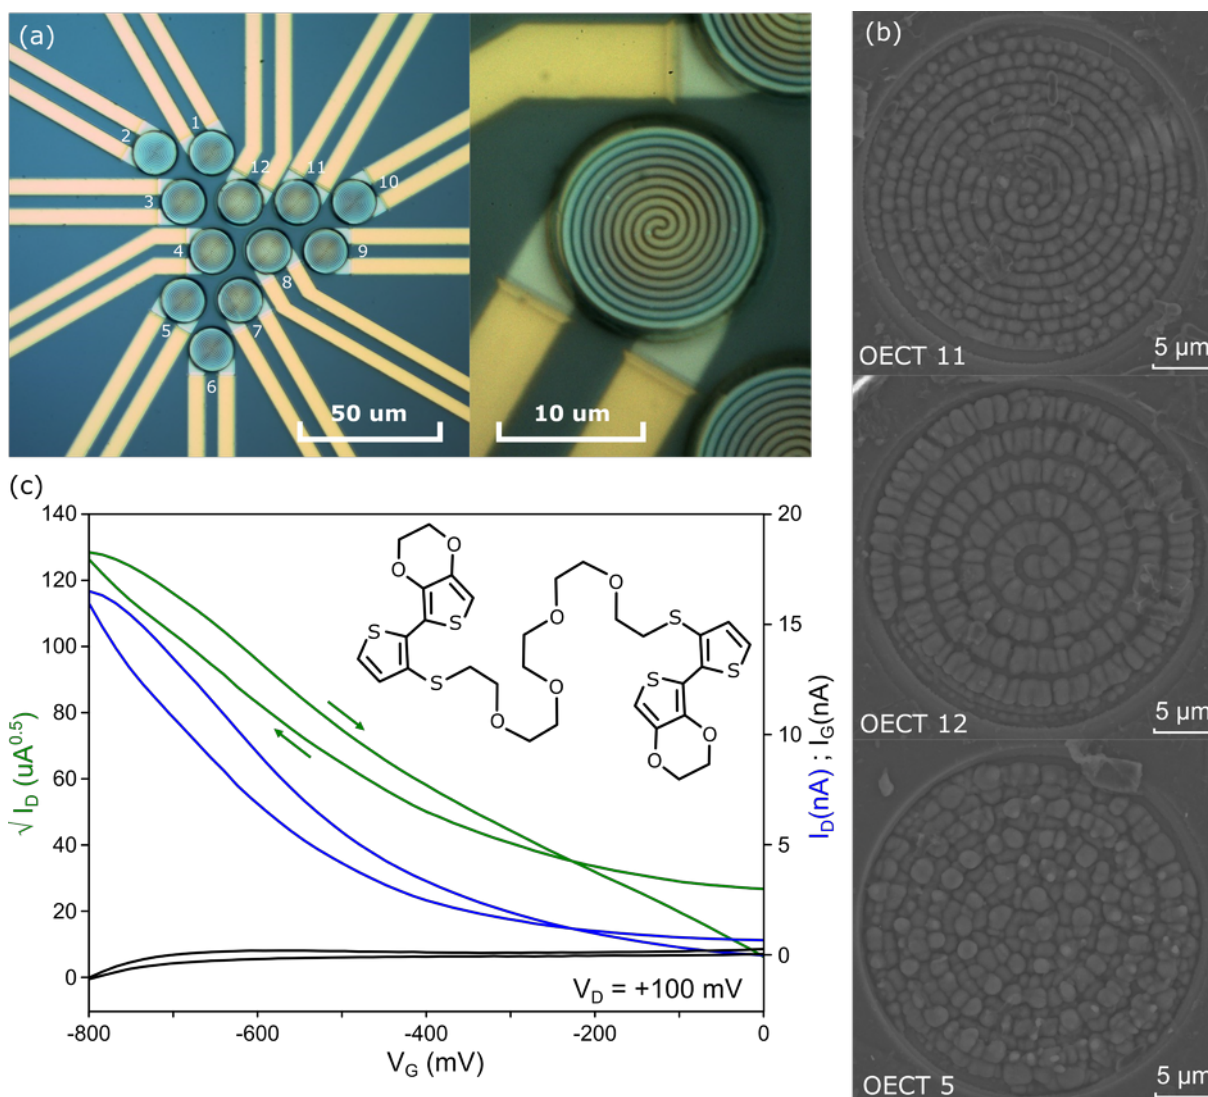 (a)
2
1
12
11
10
3
4
9
8
5
7
6
50 um
10 um
(b)
OECT 11
5 µm
OECT 12
5 µm
OECT 5
5 µm
(c)
140
120
100
80
60
40
20
0
√ I_D (uA^0.5)
20
15
10
5
0
I_D(nA) ; I_G(nA)
O
O
S
S
S
O
O
O
O
S
S
S
O
O
V_D = +100 mV
-800
-600
-400
-200
0
V_G (mV)